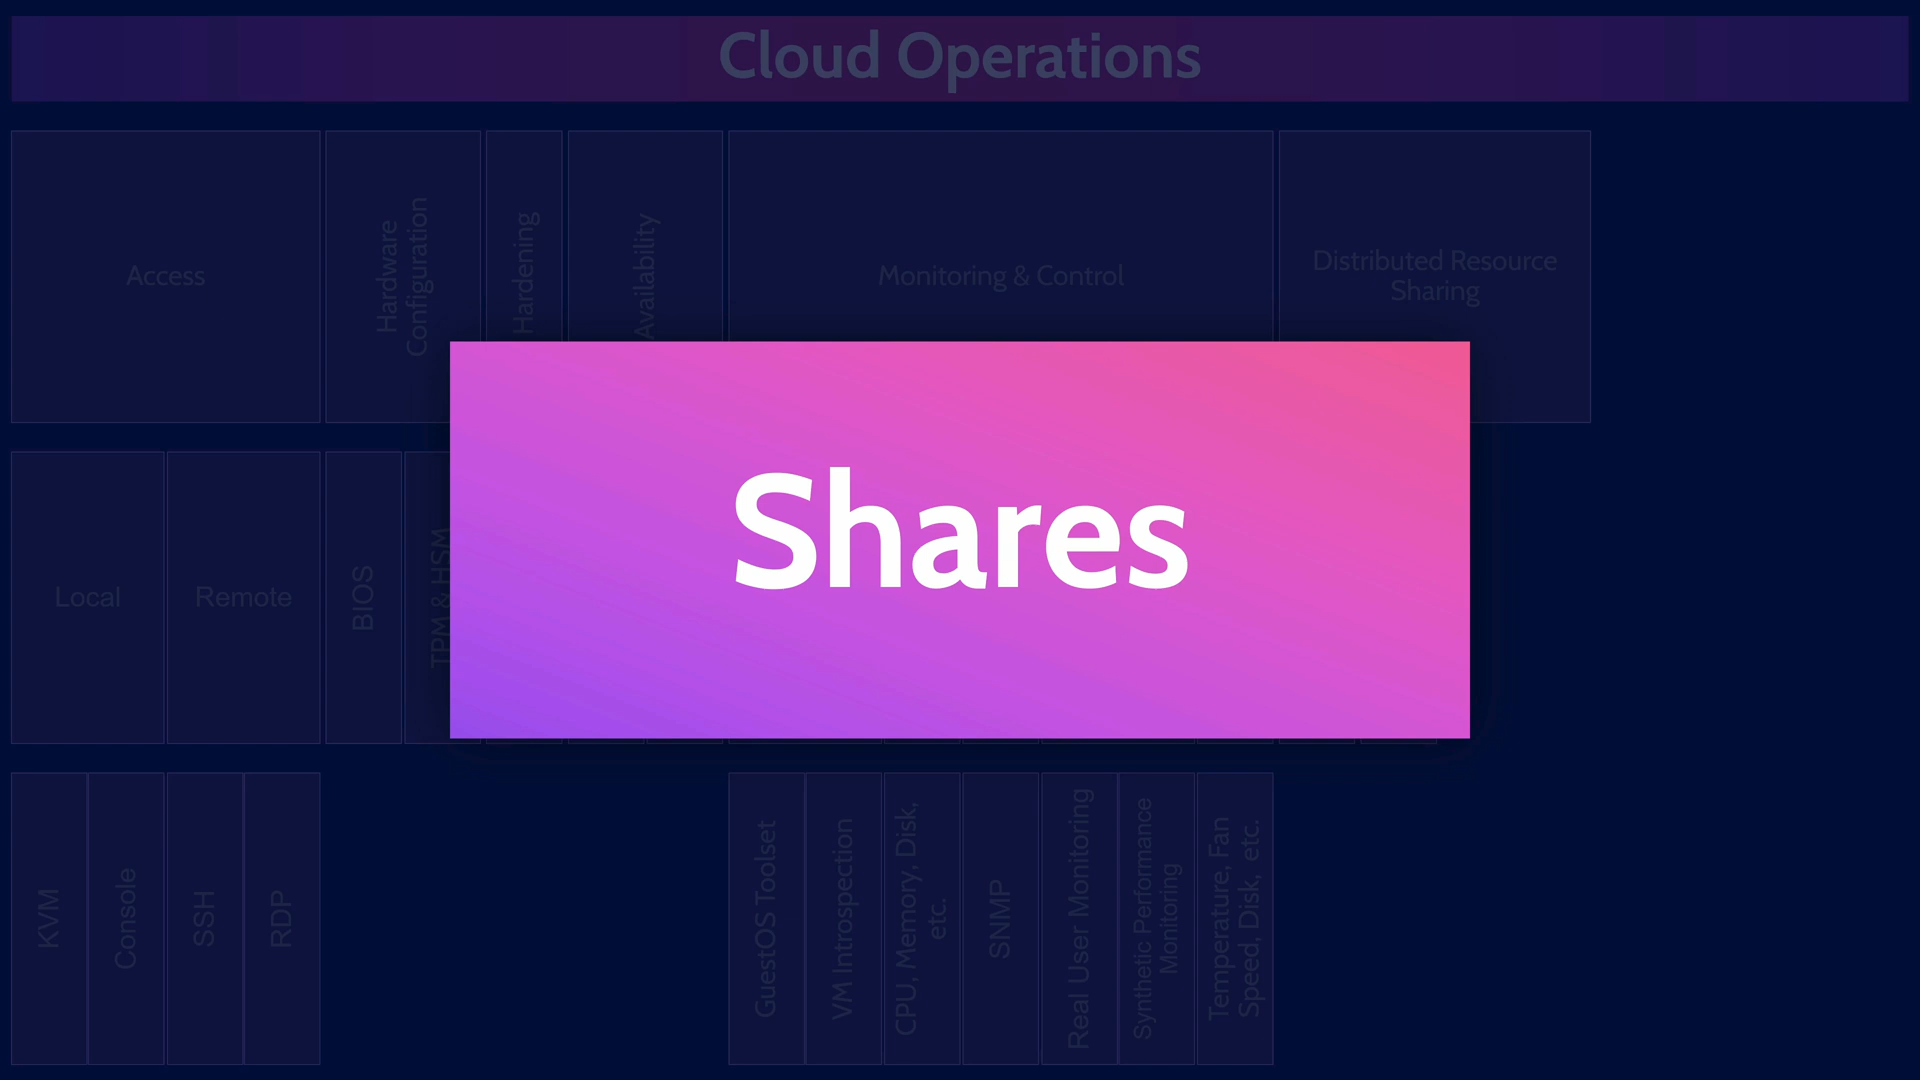 Cloud Operations
Access
Hardware
Configuration
Hardening
Availability
Monitoring & Control
Distributed Resource
Sharing
Shares
Local
Remote
BIOS
TPM & HSM
KVM
Console
SSH
RDP
GuestOS Toolset
VM Introspection
CPU, Memory, Disk,
etc.
SNMP
Real User Monitoring
Synthetic Performance
Monitoring
Temperature, Fan
Speed, Disk, etc.